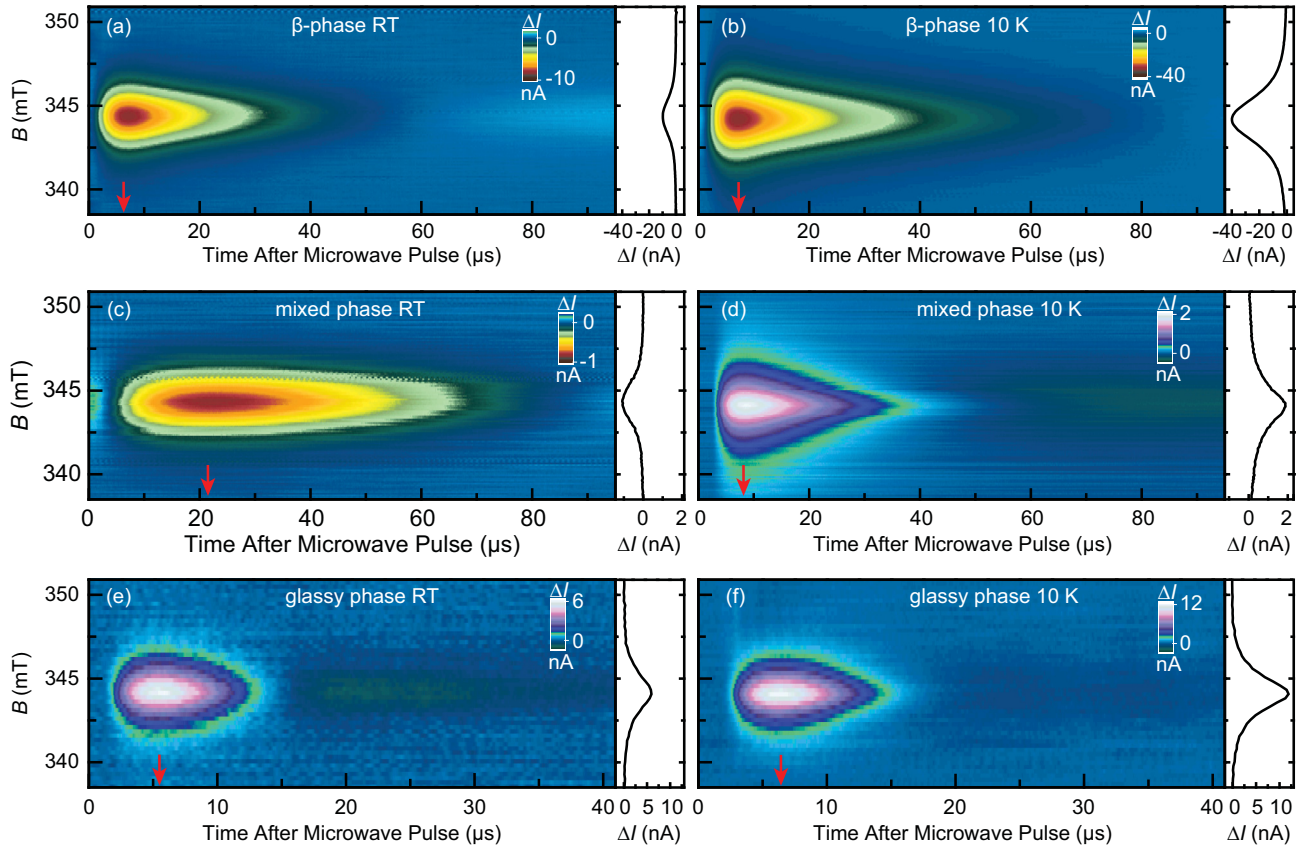 (a) β-phase RT ΔI 0 -10 nA
(b) β-phase 10 K ΔI 0 -40 nA
350
345
340
B (mT)
0 20 40 60 80 -40 -20 0
0 20 40 60 80 -40 -20 0
Time After Microwave Pulse (µs) ΔI (nA)
Time After Microwave Pulse (µs) ΔI (nA)
(c) mixed phase RT ΔI 0 -1 nA
(d) mixed phase 10 K ΔI 2 0 nA
350
345
340
B (mT)
0 20 40 60 80 0 2
0 20 40 60 80 0 2
Time After Microwave Pulse (µs) ΔI (nA)
Time After Microwave Pulse (µs) ΔI (nA)
(e) glassy phase RT ΔI 6 0 nA
(f) glassy phase 10 K ΔI 12 0 nA
350
345
340
B (mT)
0 10 20 30 40 0 5 10
0 10 20 30 40 0 5 10
Time After Microwave Pulse (µs) ΔI (nA)
Time After Microwave Pulse (µs) ΔI (nA)